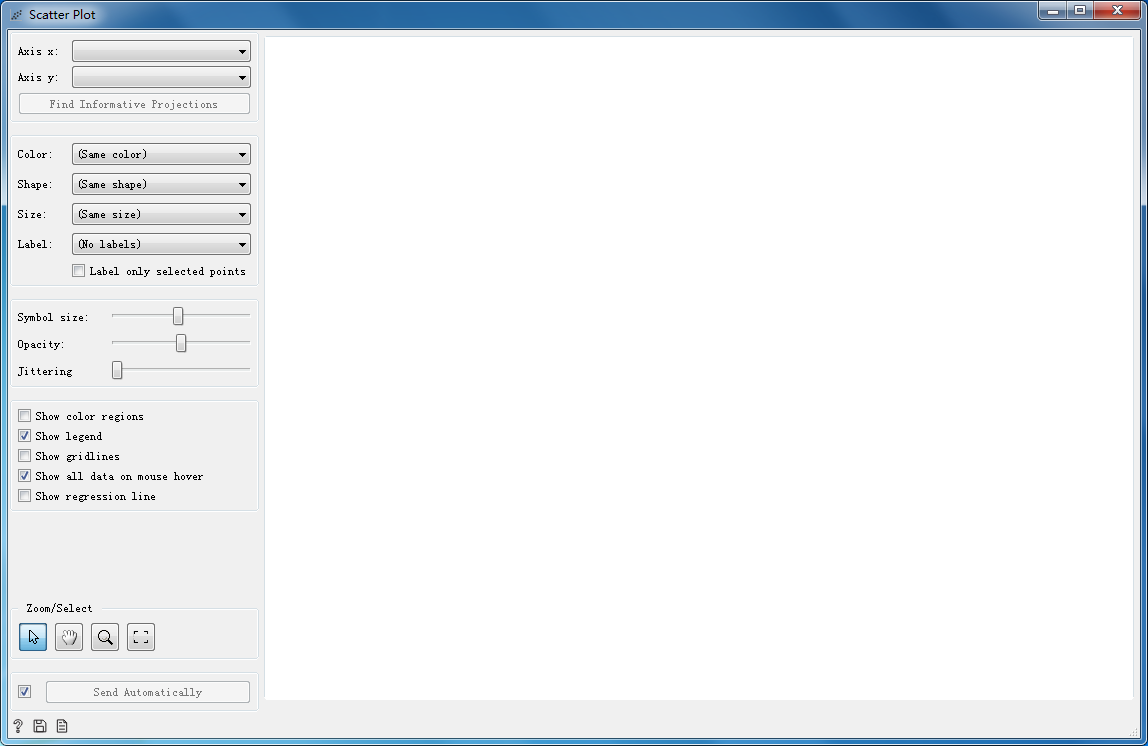 Scatter Plot
Axis x:
Axis y:
Find Informative Projections
Color: (Same color)
Shape: (Same shape)
Size: (Same size)
Label: (No labels)
Label only selected points
Symbol size:
Opacity:
Jittering
Show color regions
Show legend
Show gridlines
Show all data on mouse hover
Show regression line
Zoom/Select
Send Automatically